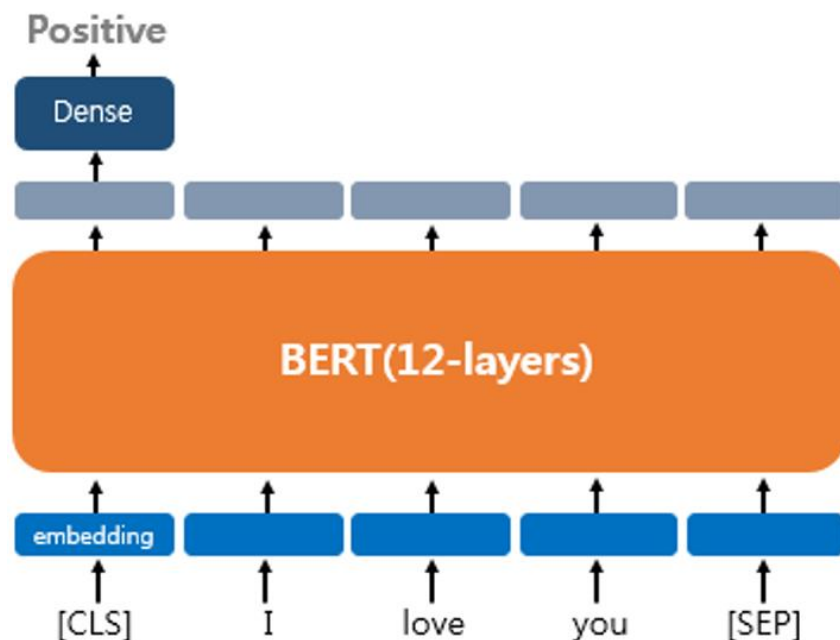 Positive
Dense
BERT(12-layers)
embedding
[CLS] I love you [SEP]